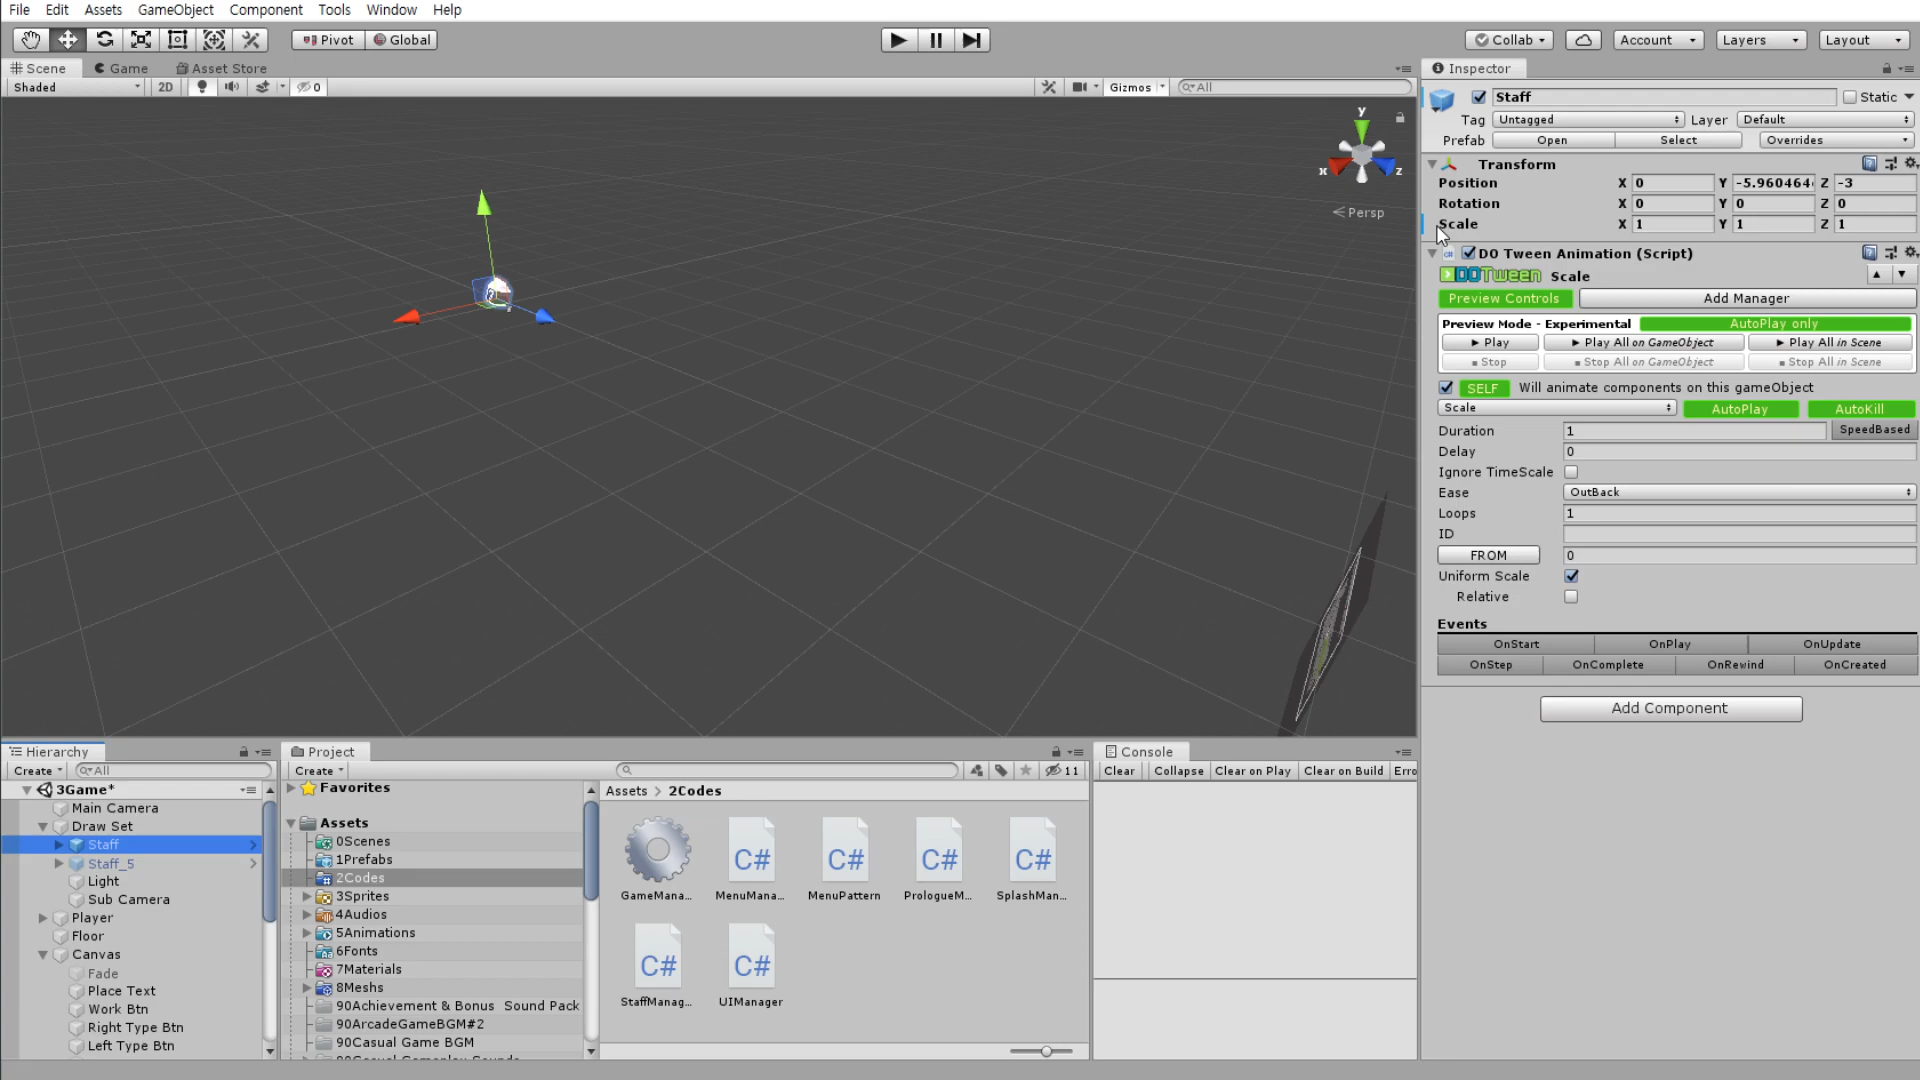 File Edit Assets GameObject Component Tools Window Help
Pivot Global Collab Account Layers Layout
Scene Game Asset Store
Shaded 2D 0 Gizmos All
y
x z
Persp
Inspector
Staff Static
Tag Untagged Layer Default
Prefab Open Select Overrides
Transform
Position X 0 Y -5.960464 Z -3
Rotation X 0 Y 0 Z 0
Scale X 1 Y 1 Z 1
DO Tween Animation (Script)
DOTween Scale
Preview Controls Add Manager
Preview Mode - Experimental AutoPlay only
Play Play All on GameObject Play All in Scene
Stop Stop All on GameObject Stop All in Scene
SELF Will animate components on this gameObject
Scale AutoPlay AutoKill
Duration 1 SpeedBased
Delay 0
Ignore TimeScale
Ease OutBack
Loops 1
ID
FROM 0
Uniform Scale
Relative
Events
OnStart OnPlay OnUpdate
OnStep OnComplete OnRewind OnCreated
Add Component
Hierarchy
Create All
3Game*
Main Camera
Draw Set
Staff
Staff_5
Light
Sub Camera
Player
Floor
Canvas
Fade
Place Text
Work Btn
Right Type Btn
Left Type Btn
Project
Create 11
Favorites
Assets
0Scenes
1Prefabs
2Codes
3Sprites
4Audios
5Animations
6Fonts
7Materials
8Meshs
90Achievement & Bonus Sound Pack
90ArcadeGameBGM#2
90Casual Game BGM
Assets > 2Codes
C# C# C# C#
GameMana... MenuMana... MenuPattern PrologueM... SplashMan...
C# C#
StaffManag... UIManager
Console
Clear Collapse Clear on Play Clear on Build Erro